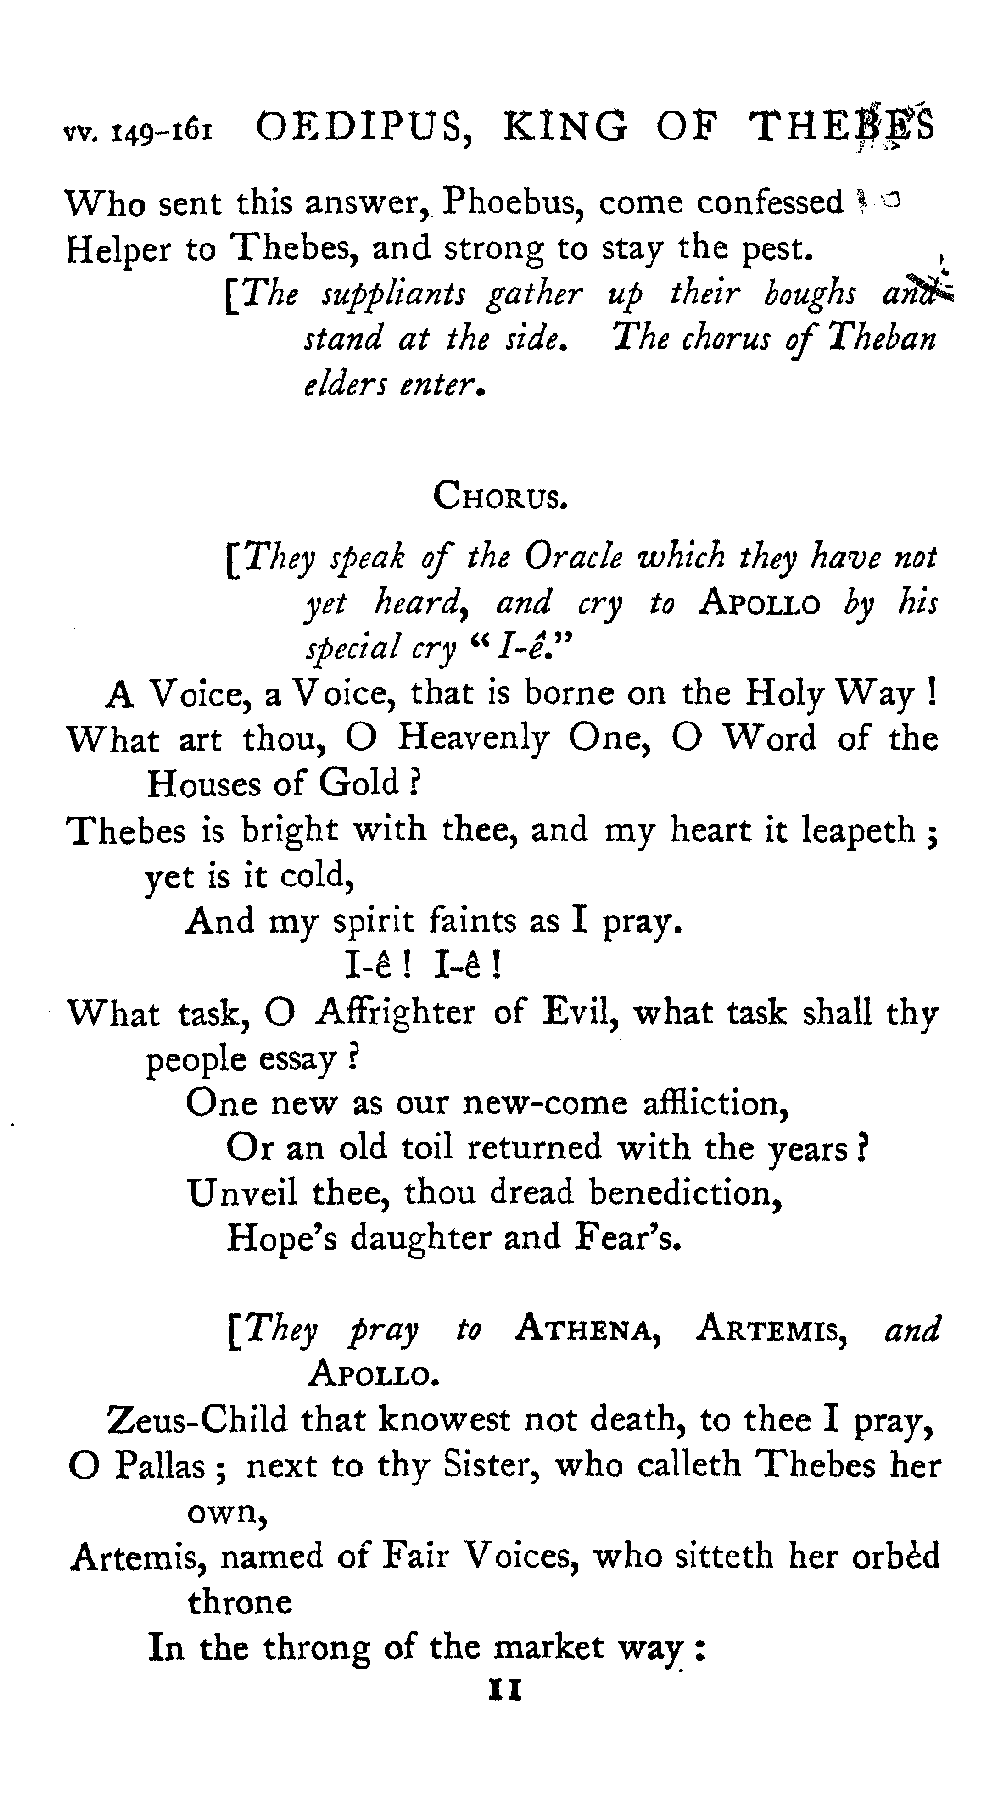 vv. 149-161 OEDIPUS, KING OF THEBES
Who sent this answer, Phoebus, come confessed
Helper to Thebes, and strong to stay the pest.
[The suppliants gather up their boughs and
stand at the side. The chorus of Theban
elders enter.
CHORUS.
[They speak of the Oracle which they have not
yet heard, and cry to APOLLO by his
special cry “ I-ê.”
A Voice, a Voice, that is borne on the Holy Way !
What art thou, O Heavenly One, O Word of the
Houses of Gold ?
Thebes is bright with thee, and my heart it leapeth ;
yet is it cold,
And my spirit faints as I pray.
I-ê ! I-ê !
What task, O Affrighter of Evil, what task shall thy
people essay ?
One new as our new-come affliction,
Or an old toil returned with the years ?
Unveil thee, thou dread benediction,
Hope’s daughter and Fear’s.
[They pray to ATHENA, ARTEMIS, and
APOLLO.
Zeus-Child that knowest not death, to thee I pray,
O Pallas ; next to thy Sister, who calleth Thebes her
own,
Artemis, named of Fair Voices, who sitteth her orbèd
throne
In the throng of the market way :
11